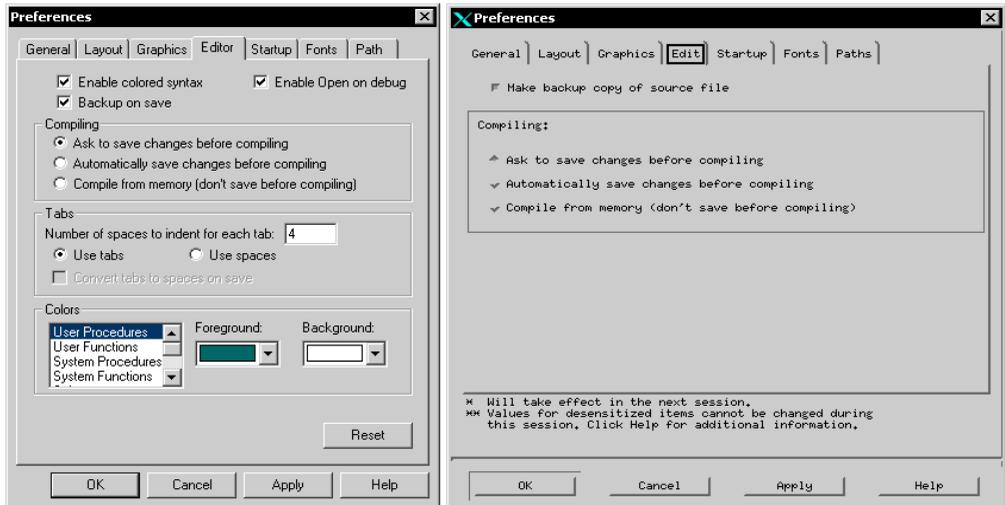 Preferences
General Layout Graphics Editor Startup Fonts Path
Enable colored syntax Enable Open on debug
Backup on save
Compiling
Ask to save changes before compiling
Automatically save changes before compiling
Compile from memory (don't save before compiling)
Tabs
Number of spaces to indent for each tab: 4
Use tabs Use spaces
Convert tabs to spaces on save
Colors
User Procedures
User Functions
System Procedures
System Functions
Foreground: Background:
Reset
OK Cancel Apply Help
Preferences
General Layout Graphics Edit Startup Fonts Paths
Make backup copy of source file
Compiling:
Ask to save changes before compiling
Automatically save changes before compiling
Compile from memory (don't save before compiling)
* Will take effect in the next session.
** Values for desensitized items cannot be changed during
this session. Click Help for additional information.
OK Cancel Apply Help